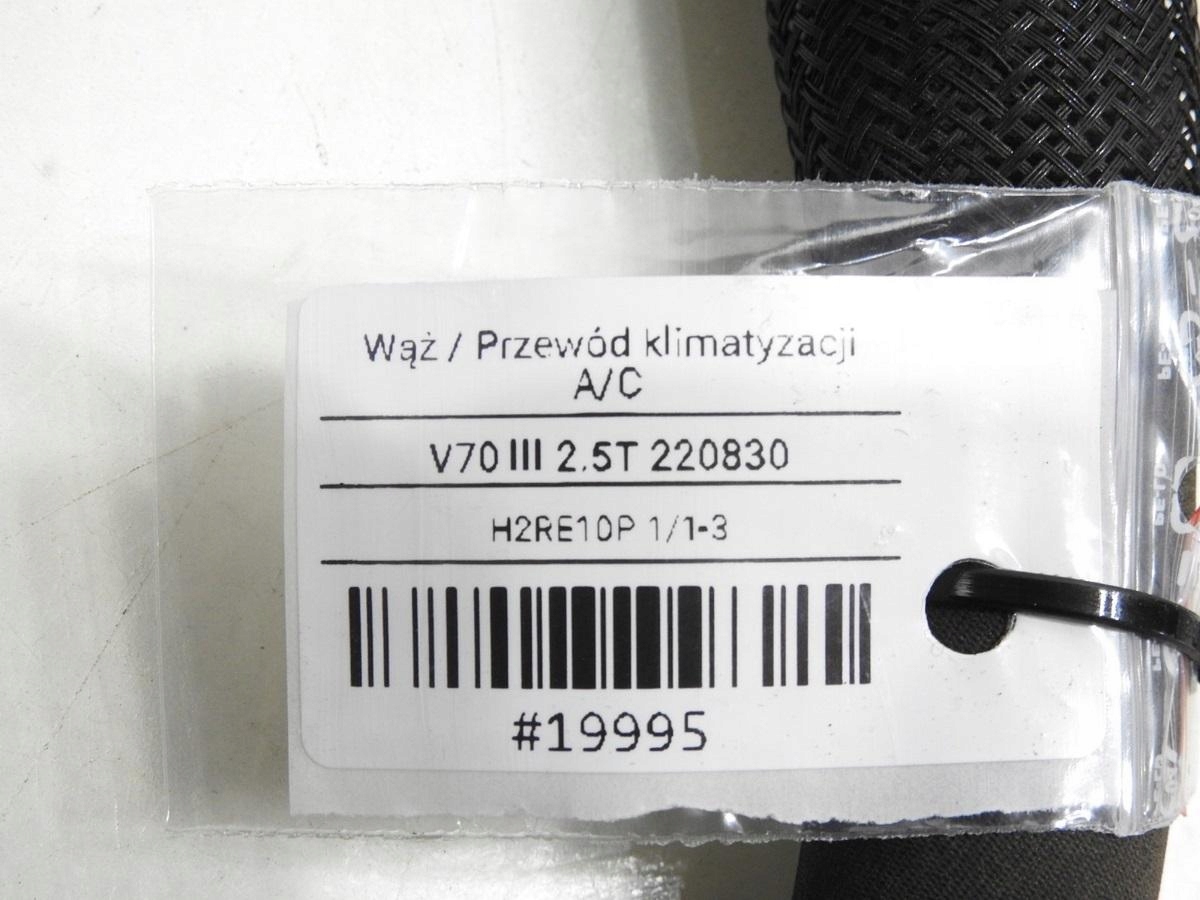 Wąż / Przewód klimatyzacji
A/C
V70 III 2.5T 220830
H2RE10P 1/1-3
#19995